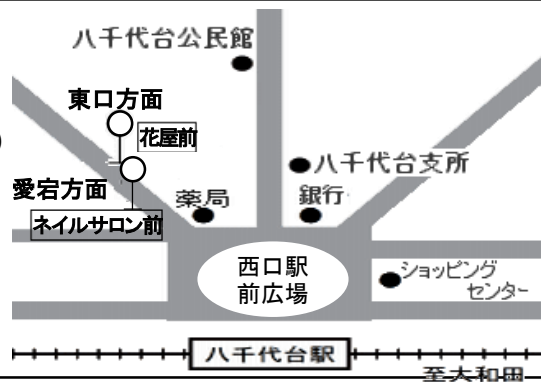 八千代台公民館
東口方面
花屋前
八千代台支所
愛宕方面
薬局
銀行
ネイルサロン前
西口駅
前広場
ショッピング
センター
八千代台駅
至大和田